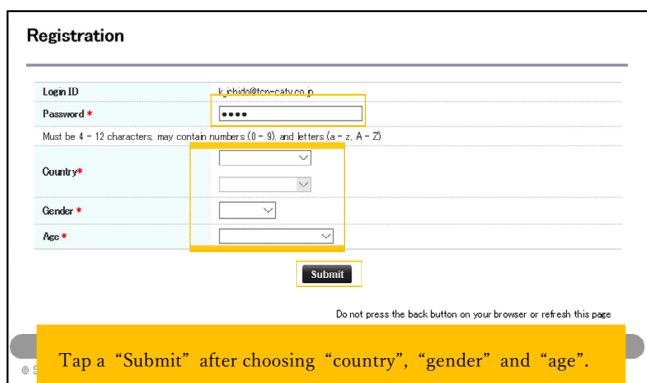 Registration
Login ID k_ichido@tcn-catv.co.jp
Password * ••••
Must be 4 - 12 characters, may contain numbers (0 - 9), and letters (a - z, A - Z)
Country*
Gender *
Age *
Submit
Do not press the back button on your browser or refresh this page
Tap a “Submit” after choosing “country”, “gender” and “age”.
© S